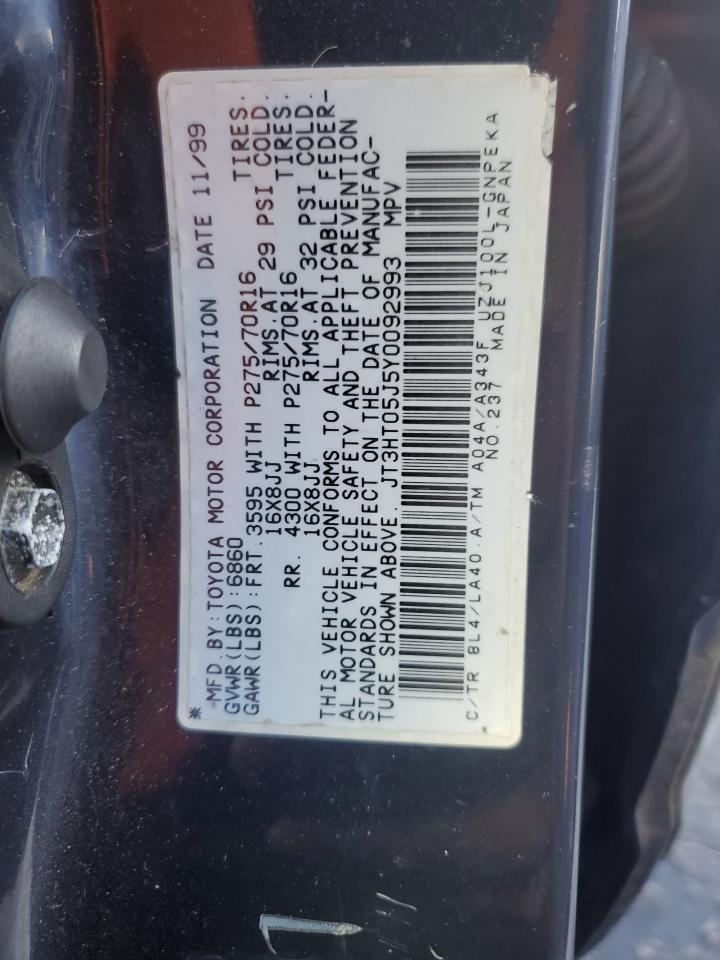 *MFD.BY:TOYOTA MOTOR CORPORATION DATE 11/99
GVWR(LBS):6860
GAWR(LBS):FRT.3595 WITH P275/70R16 TIRES.
16X8JJ RIMS.AT 29 PSI COLD.
RR. 4300 WITH P275/70R16 TIRES.
16X8JJ RIMS.AT 32 PSI COLD.
THIS VEHICLE CONFORMS TO ALL APPLICABLE FEDER-
AL MOTOR VEHICLE SAFETY AND THEFT PREVENTION
STANDARDS IN EFFECT ON THE DATE OF MANUFAC-
TURE SHOWN ABOVE. JT3HT05J5Y0092993 MPV
C/TR 8L4/LA40 A/TM A04A/A343F UZJ100L-GNPEKA
NO.237 MADE IN JAPAN